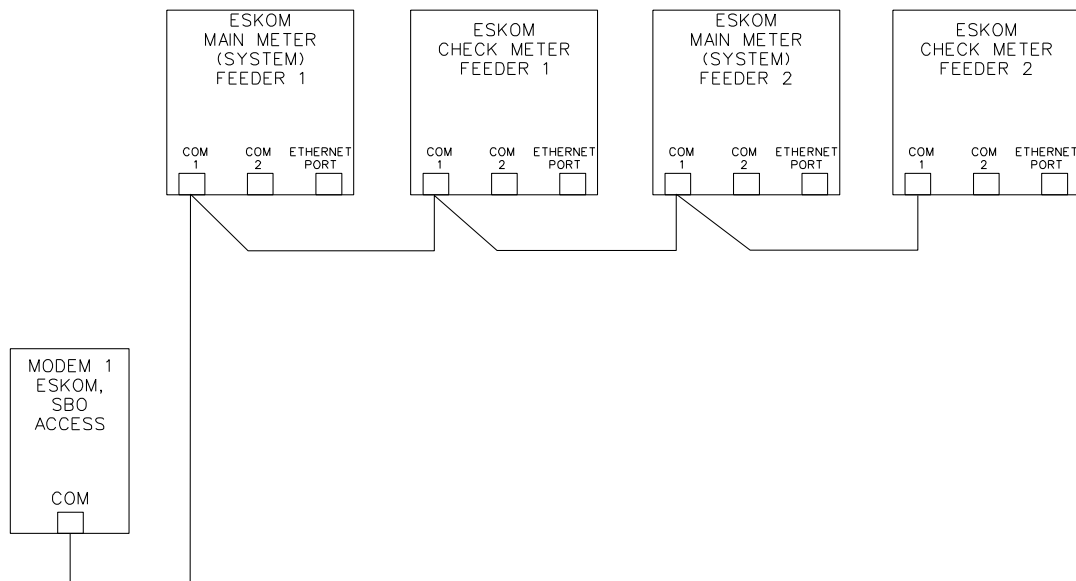 ESKOM
MAIN METER
(SYSTEM)
FEEDER 1
COM
1
COM
2
ETHERNET
PORT
ESKOM
CHECK METER
FEEDER 1
COM
1
COM
2
ETHERNET
PORT
ESKOM
MAIN METER
(SYSTEM)
FEEDER 2
COM
1
COM
2
ETHERNET
PORT
ESKOM
CHECK METER
FEEDER 2
COM
1
COM
2
ETHERNET
PORT
MODEM 1
ESKOM,
SBO
ACCESS
COM